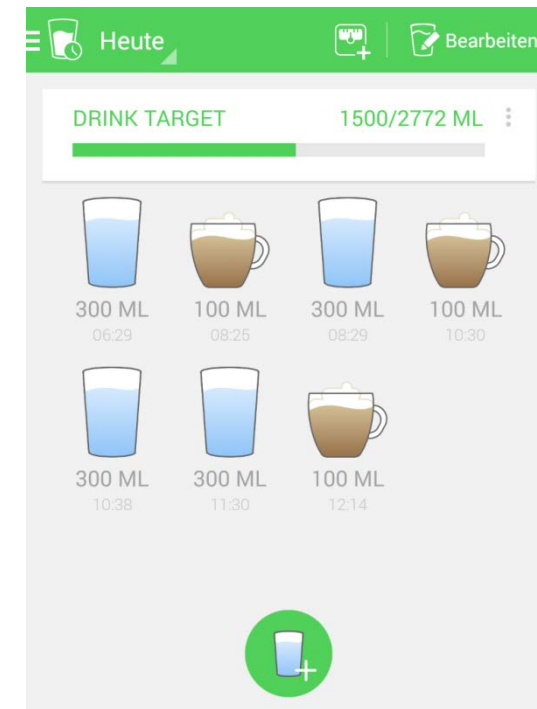 Heute Bearbeiten
DRINK TARGET 1500/2772 ML
300 ML 100 ML 300 ML 100 ML
06:29 08:25 08:29 10:30
300 ML 300 ML 100 ML
10:38 11:30 12:14